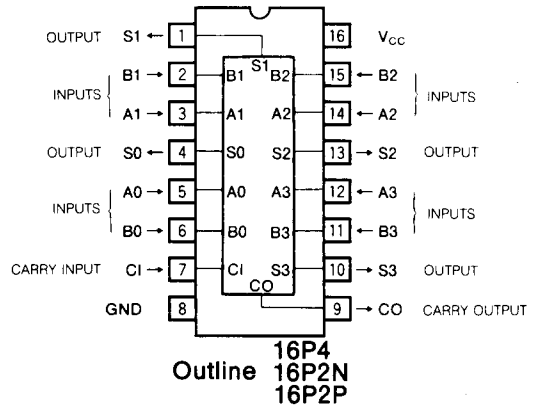 OUTPUT S1 ← 1 16 VCC
S1
INPUTS B1 → 2 B1 B2 15 ← B2 INPUTS
A1 → 3 A1 A2 14 ← A2
OUTPUT S0 ← 4 S0 S2 13 → S2 OUTPUT
INPUTS A0 → 5 A0 A3 12 ← A3 INPUTS
B0 → 6 B0 B3 11 ← B3
CARRY INPUT CI → 7 CI S3 10 → S3 OUTPUT
CO
GND 8 9 → CO CARRY OUTPUT
16P4
Outline 16P2N
16P2P